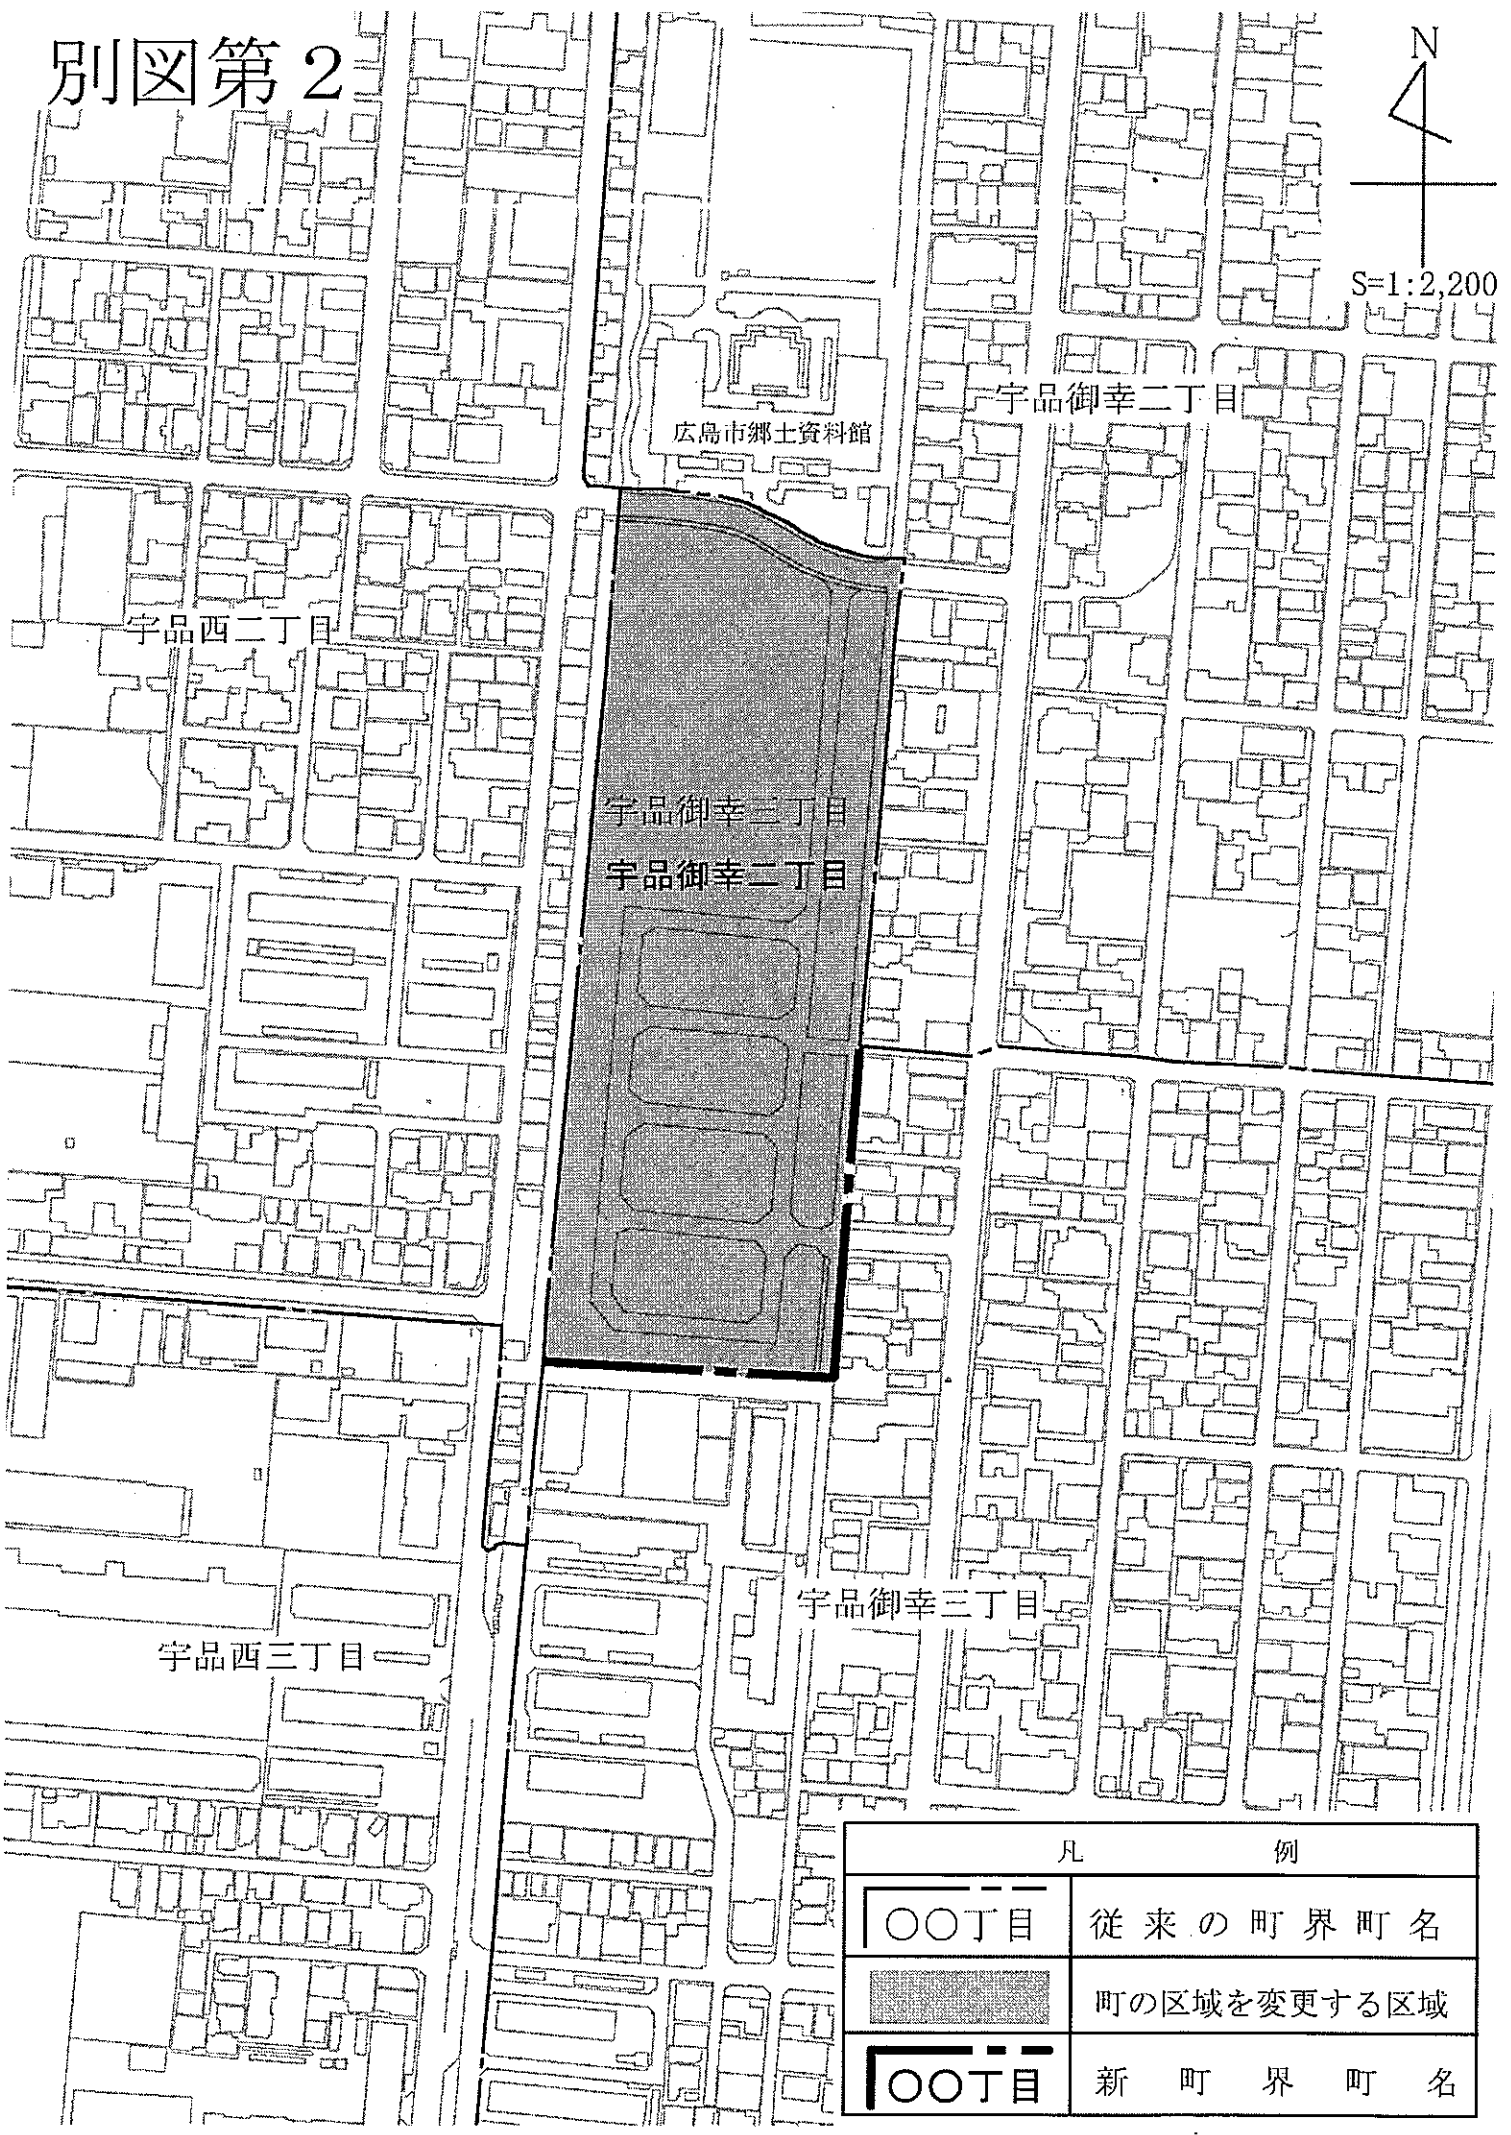 別図第２
N
S=1:2,200
宇品御幸二丁目
広島市郷土資料館
宇品西二丁目
宇品御幸三丁目
宇品御幸二丁目
宇品御幸三丁目
宇品西三丁目
凡例
〇〇丁目 従来の町界町名
町の区域を変更する区域
〇〇丁目 新町界町名